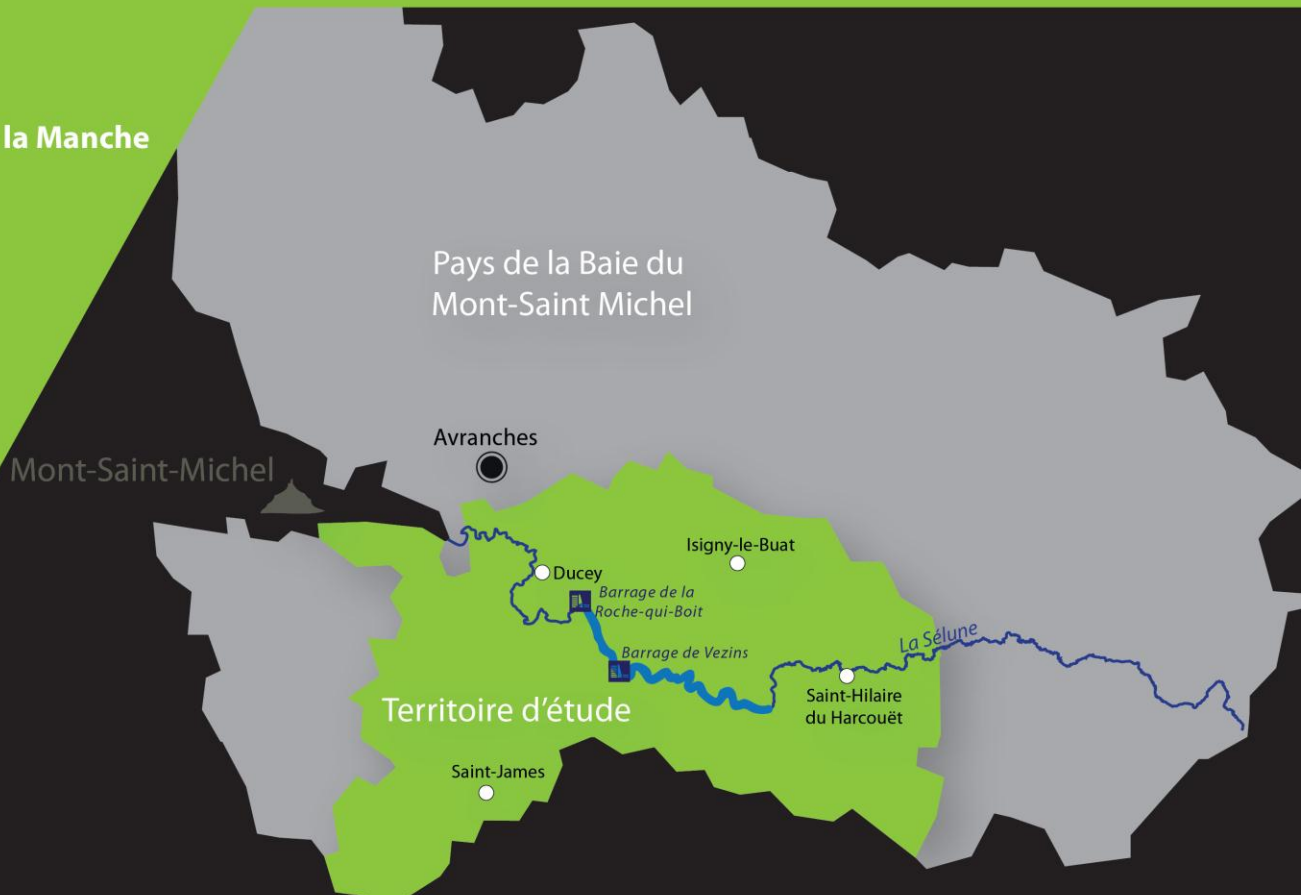 la Manche
Pays de la Baie du
Mont-Saint Michel
Avranches
Mont-Saint-Michel
Isigny-le-Buat
Ducey
Barrage de la
Roche-qui-Boit
La Sélune
Barrage de Vezins
Saint-Hilaire
du Harcouët
Territoire d'étude
Saint-James